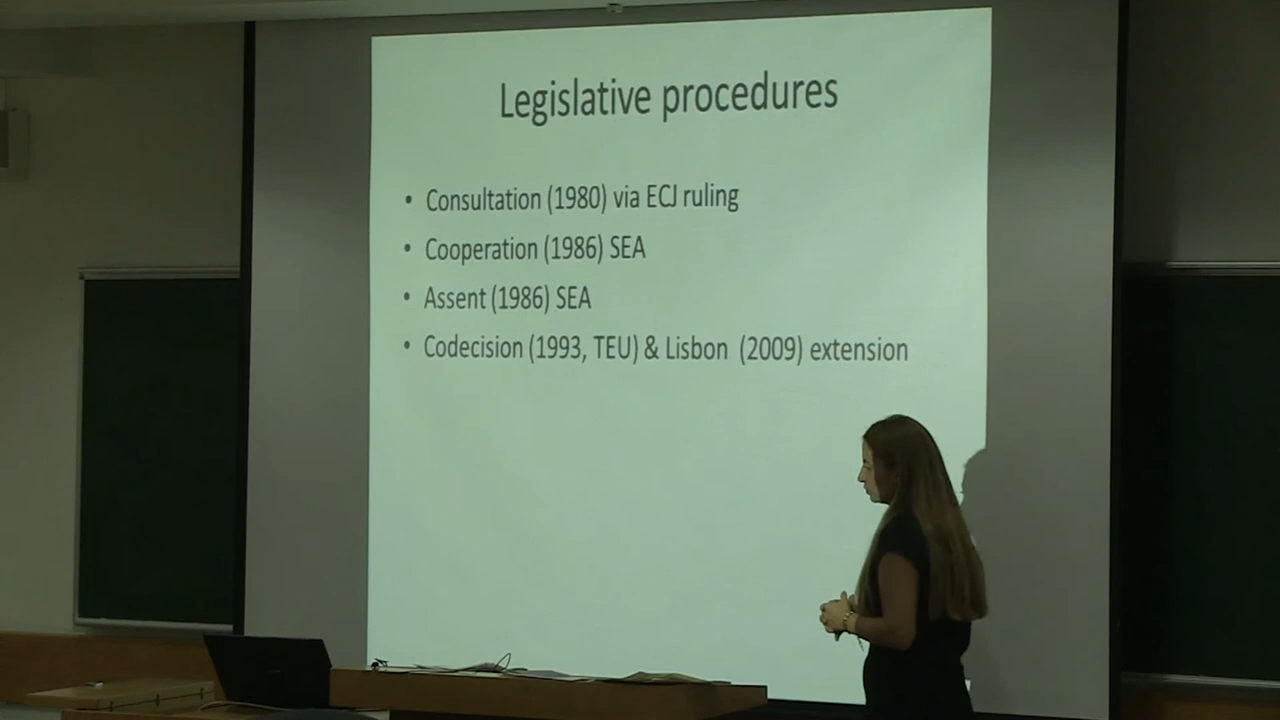 Legislative procedures
• Consultation (1980) via ECJ ruling
• Cooperation (1986) SEA
• Assent (1986) SEA
• Codecision (1993, TEU) & Lisbon (2009) extension